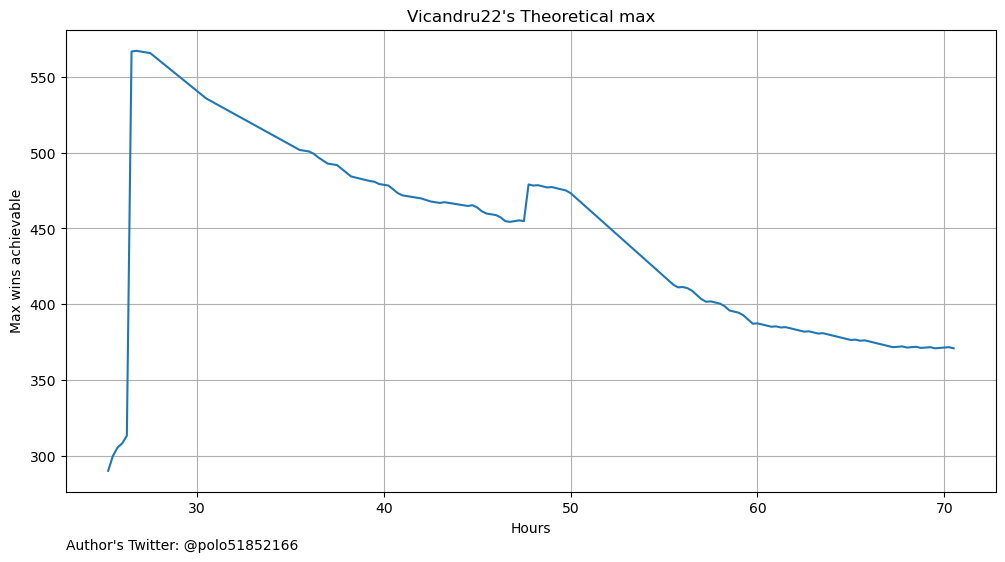 Vicandru22's Theoretical max
Max wins achievable
550
500
450
400
350
300
30
40
50
60
70
Hours
Author's Twitter: @polo51852166